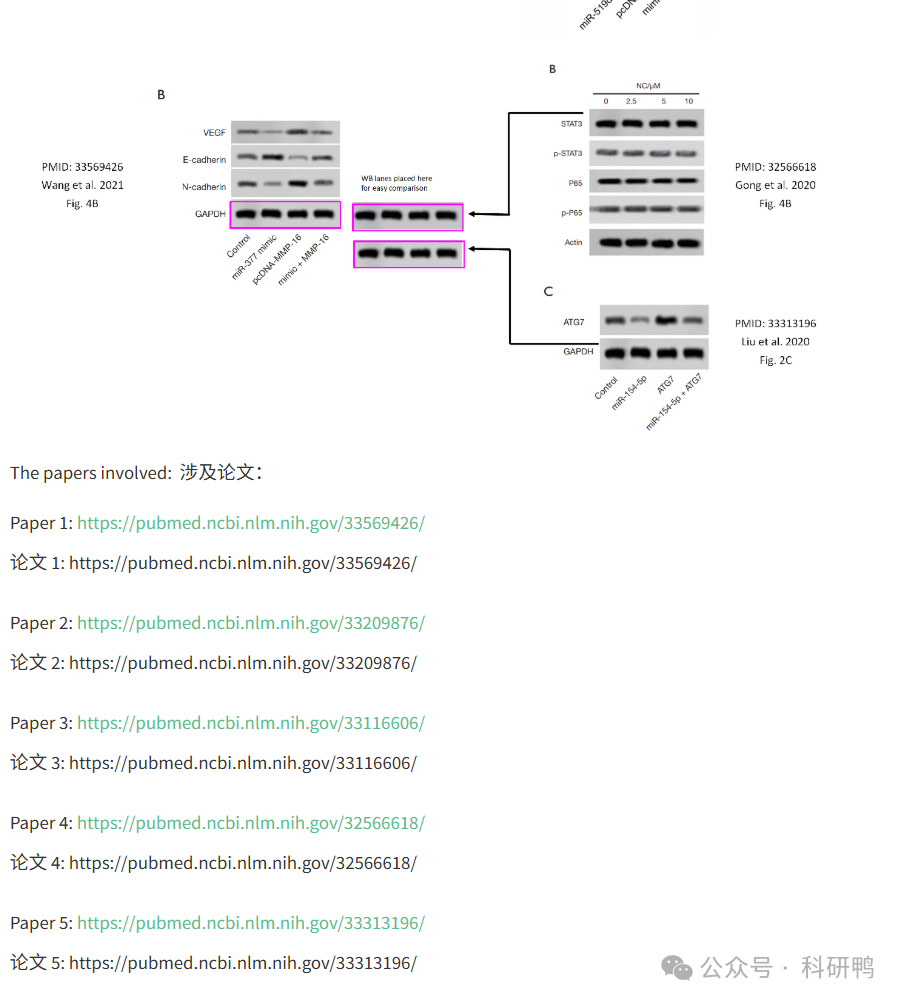 miR-519
pcDN
mim
B
NC/μM
0 2.5 5 10
STAT3
p-STAT3
P65
p-P65
Actin
PMID: 32566618
Gong et al. 2020
Fig. 4B
B
VEGF
E-cadherin
N-cadherin
GAPDH
Control
miR-377 mimic
pcDNA-MMP-16
mimic + MMP-16
PMID: 33569426
Wang et al. 2021
Fig. 4B
WB lanes placed here
for easy comparison
C
ATG7
GAPDH
Control
miR-154-5p
ATG7
miR-154-5p + ATG7
PMID: 33313196
Liu et al. 2020
Fig. 2C
The papers involved: 涉及论文：
Paper 1: https://pubmed.ncbi.nlm.nih.gov/33569426/
论文 1: https://pubmed.ncbi.nlm.nih.gov/33569426/
Paper 2: https://pubmed.ncbi.nlm.nih.gov/33209876/
论文 2: https://pubmed.ncbi.nlm.nih.gov/33209876/
Paper 3: https://pubmed.ncbi.nlm.nih.gov/33116606/
论文 3: https://pubmed.ncbi.nlm.nih.gov/33116606/
Paper 4: https://pubmed.ncbi.nlm.nih.gov/32566618/
论文 4: https://pubmed.ncbi.nlm.nih.gov/32566618/
Paper 5: https://pubmed.ncbi.nlm.nih.gov/33313196/
论文 5: https://pubmed.ncbi.nlm.nih.gov/33313196/
公众号 · 科研鸭